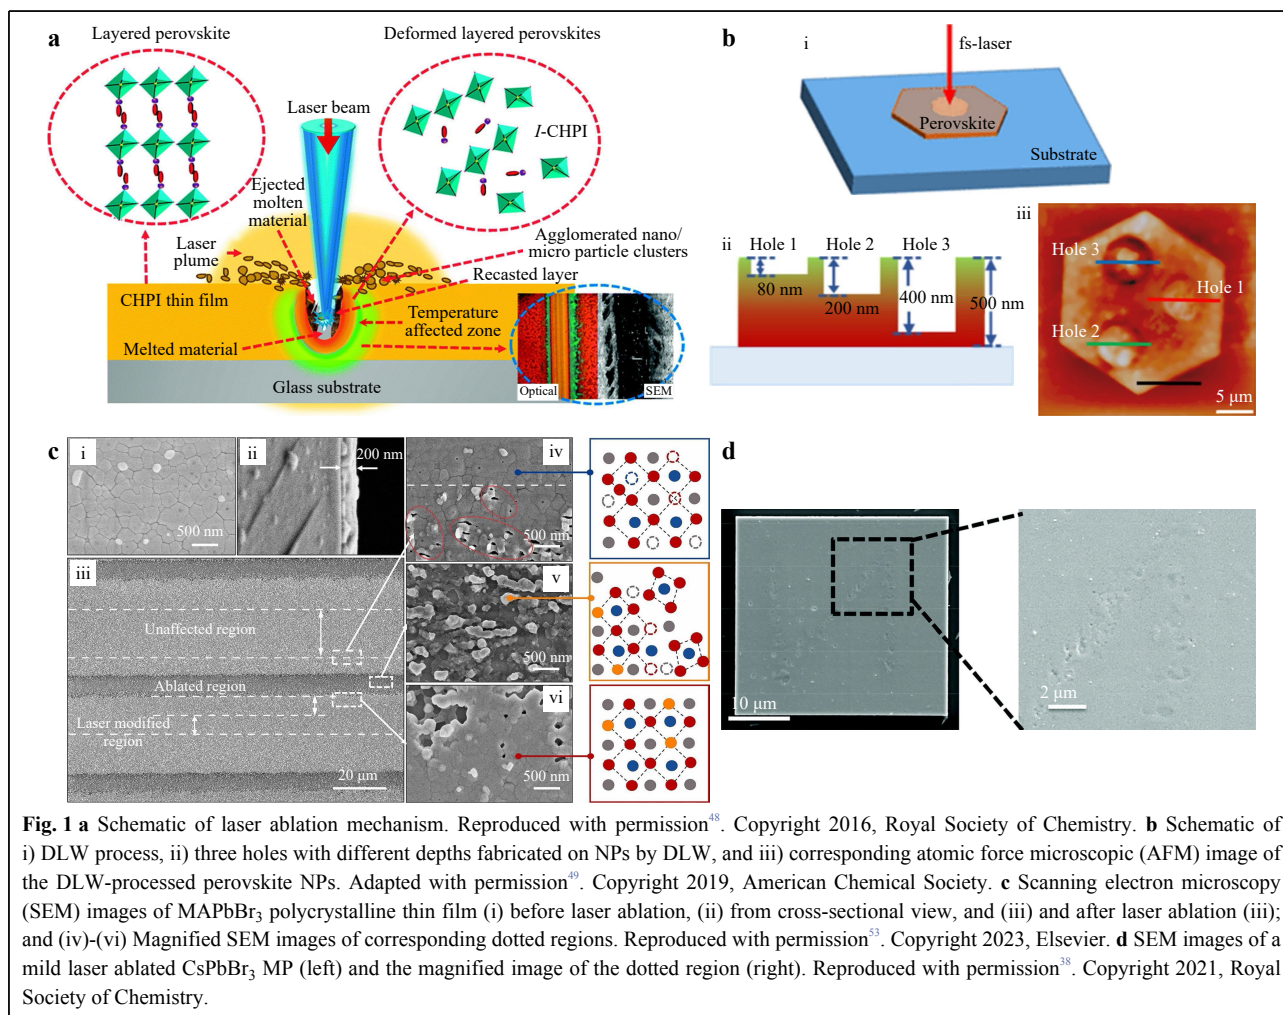 a
Layered perovskite
Deformed layered perovskites
Laser beam
I-CHPI
Ejected
molten
material
Laser
plume
Agglomerated nano/
micro particle clusters
Recasted layer
CHPI thin film
Temperature
affected zone
Melted material
Glass substrate
Optical
SEM
b
i
fs-laser
Perovskite
Substrate
ii
Hole 1
Hole 2
Hole 3
80 nm
200 nm
400 nm
500 nm
iii
Hole 3
Hole 1
Hole 2
5 μm
c
i
500 nm
ii
200 nm
iv
500 nm
iii
Unaffected region
Ablated region
Laser modified
region
20 μm
v
500 nm
vi
500 nm
d
10 μm
2 μm
Fig. 1 a Schematic of laser ablation mechanism. Reproduced with permission48. Copyright 2016, Royal Society of Chemistry. b Schematic of
i) DLW process, ii) three holes with different depths fabricated on NPs by DLW, and iii) corresponding atomic force microscopic (AFM) image of
the DLW-processed perovskite NPs. Adapted with permission49. Copyright 2019, American Chemical Society. c Scanning electron microscopy
(SEM) images of MAPbBr3 polycrystalline thin film (i) before laser ablation, (ii) from cross-sectional view, and (iii) and after laser ablation (iii);
and (iv)-(vi) Magnified SEM images of corresponding dotted regions. Reproduced with permission53. Copyright 2023, Elsevier. d SEM images of a
mild laser ablated CsPbBr3 MP (left) and the magnified image of the dotted region (right). Reproduced with permission38. Copyright 2021, Royal
Society of Chemistry.